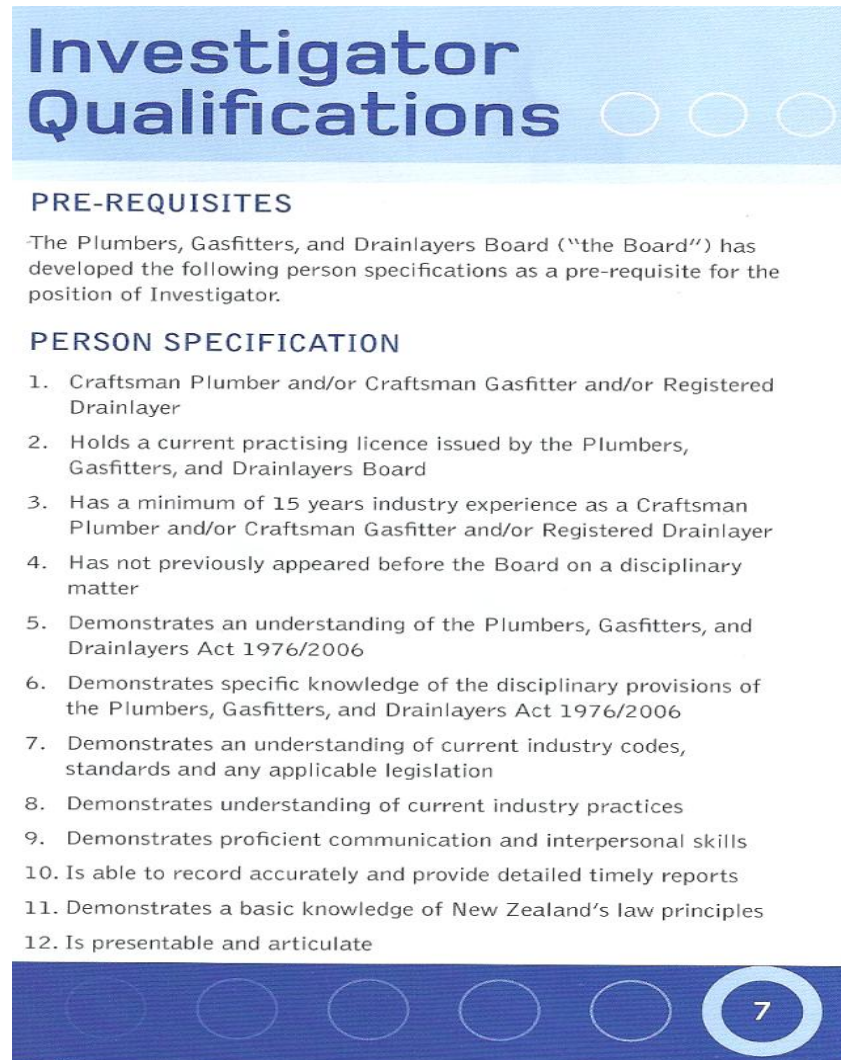 Investigator
Qualifications
PRE-REQUISITES
The Plumbers, Gasfitters, and Drainlayers Board ("the Board") has
developed the following person specifications as a pre-requisite for the
position of Investigator.
PERSON SPECIFICATION
1. Craftsman Plumber and/or Craftsman Gasfitter and/or Registered
Drainlayer
2. Holds a current practising licence issued by the Plumbers,
Gasfitters, and Drainlayers Board
3. Has a minimum of 15 years industry experience as a Craftsman
Plumber and/or Craftsman Gasfitter and/or Registered Drainlayer
4. Has not previously appeared before the Board on a disciplinary
matter
5. Demonstrates an understanding of the Plumbers, Gasfitters, and
Drainlayers Act 1976/2006
6. Demonstrates specific knowledge of the disciplinary provisions of
the Plumbers, Gasfitters, and Drainlayers Act 1976/2006
7. Demonstrates an understanding of current industry codes,
standards and any applicable legislation
8. Demonstrates understanding of current industry practices
9. Demonstrates proficient communication and interpersonal skills
10. Is able to record accurately and provide detailed timely reports
11. Demonstrates a basic knowledge of New Zealand's law principles
12. Is presentable and articulate
7